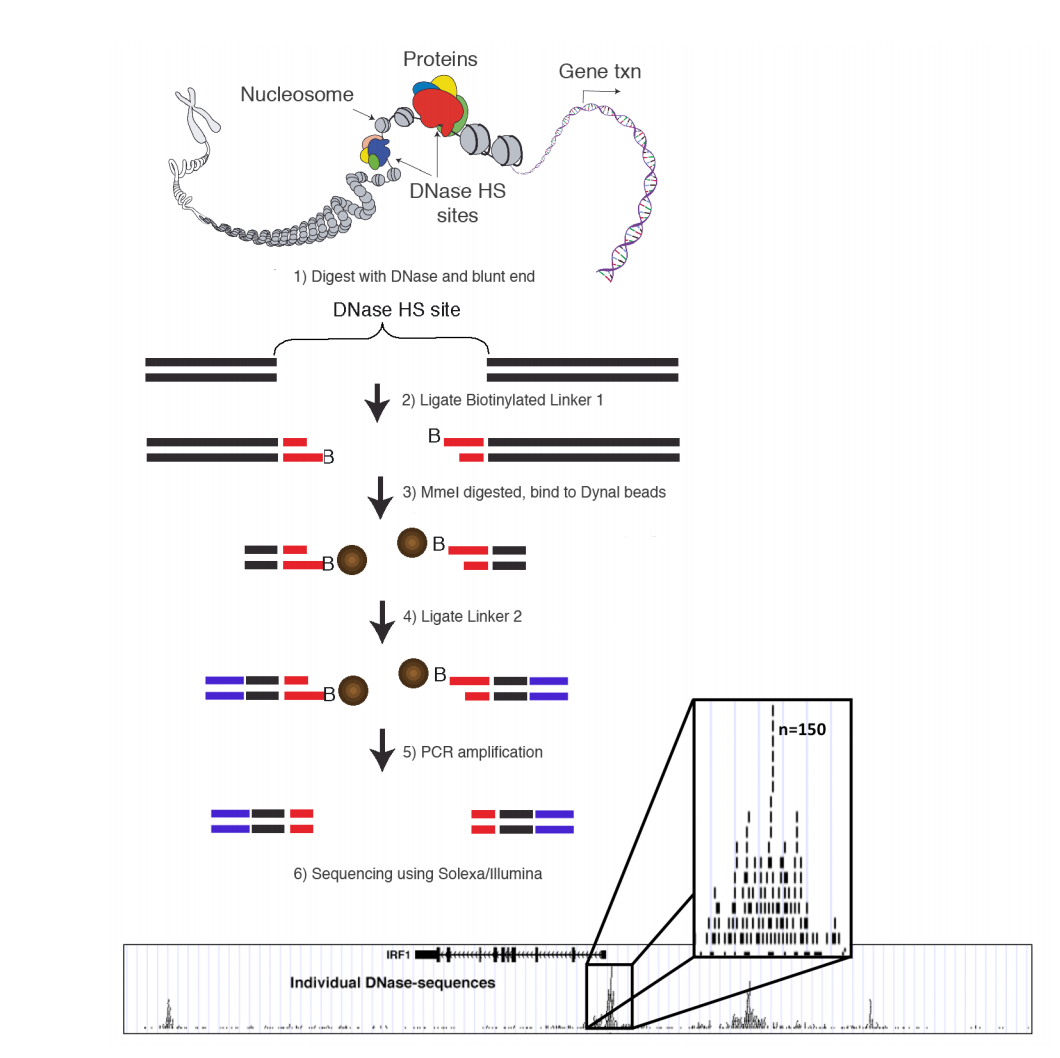 Proteins
Gene txn
Nucleosome
DNase HS
sites
1) Digest with DNase and blunt end
DNase HS site
2) Ligate Biotinylated Linker 1
B
B
3) MmeI digested, bind to Dynal beads
B
B
4) Ligate Linker 2
B
B
5) PCR amplification
n=150
6) Sequencing using Solexa/Illumina
IRF1
Individual DNase-sequences